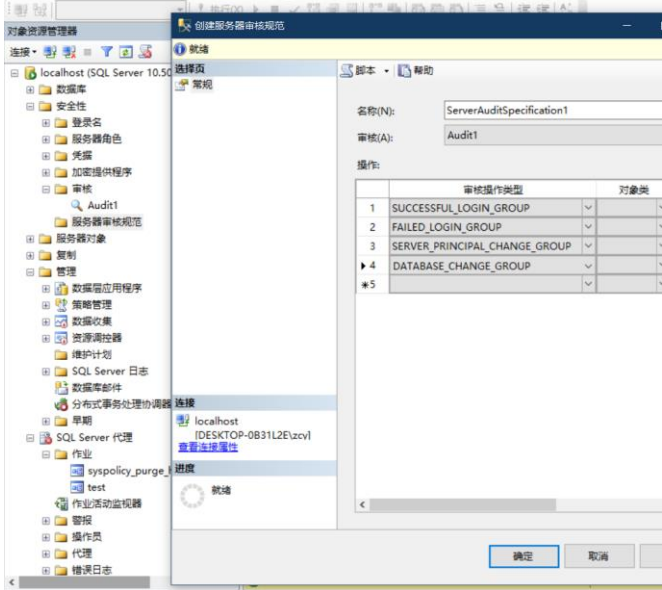 执行(X)
对象资源管理器
连接
localhost (SQL Server 10.50
数据库
安全性
登录名
服务器角色
凭据
加密提供程序
审核
Audit1
服务器审核规范
服务器对象
复制
管理
数据层应用程序
策略管理
数据收集
资源调控器
维护计划
SQL Server 日志
数据库邮件
分布式事务处理协调器
早期
SQL Server 代理
作业
syspolicy_purge_h
test
作业活动监视器
警报
操作员
代理
错误日志
创建服务器审核规范
就绪
选择页
常规
脚本
帮助
名称(N):
ServerAuditSpecification1
审核(A):
Audit1
操作:
审核操作类型
对象类
1 SUCCESSFUL_LOGIN_GROUP
2 FAILED_LOGIN_GROUP
3 SERVER_PRINCIPAL_CHANGE_GROUP
4 DATABASE_CHANGE_GROUP
5
连接
localhost
[DESKTOP-0B31L2E\zcy]
查看连接属性
进度
就绪
确定
取消